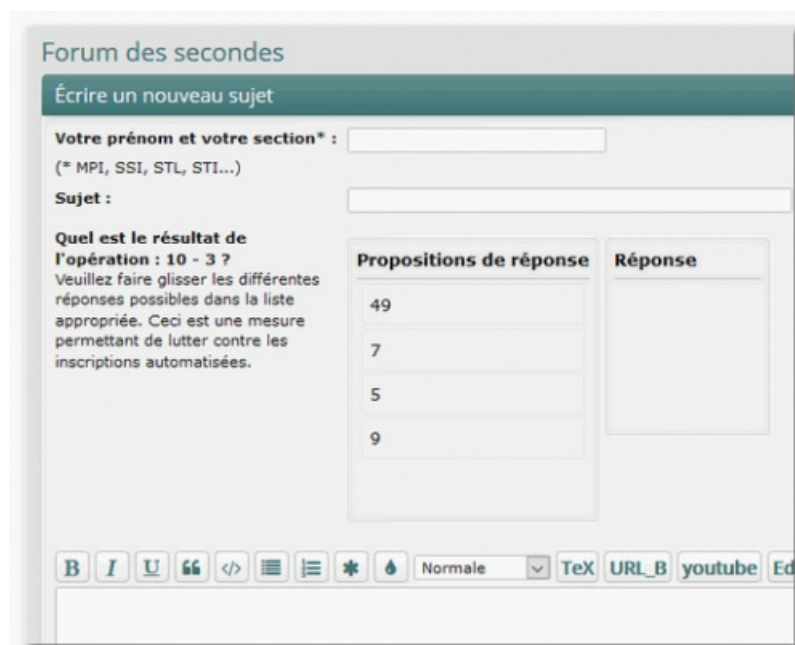 Forum des secondes
Écrire un nouveau sujet
Votre prénom et votre section* :
(* MPI, SSI, STL, STI...)
Sujet :
Quel est le résultat de
l'opération : 10 - 3 ?
Veuillez faire glisser les différentes
réponses possibles dans la liste
appropriée. Ceci est une mesure
permettant de lutter contre les
inscriptions automatisées.
Propositions de réponse
49
7
5
9
Réponse
B I U Normale TeX URL_B youtube Ed